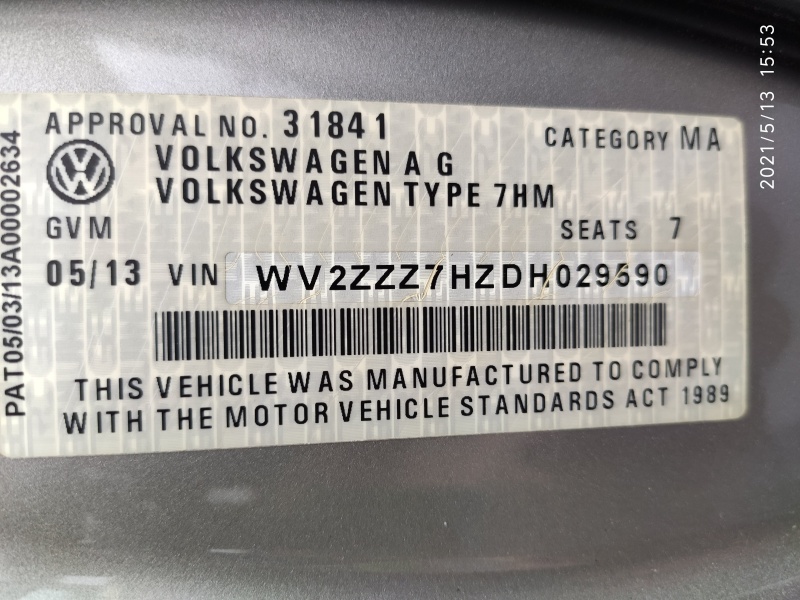 APPROVAL NO. 31841 CATEGORY MA
VOLKSWAGEN A G
VOLKSWAGEN TYPE 7HM
GVM SEATS 7
05/13 VIN WV2ZZZ7HZDH029590
THIS VEHICLE WAS MANUFACTURED TO COMPLY
WITH THE MOTOR VEHICLE STANDARDS ACT 1989
PAT05/03/13A00002634
2021/5/13 15:53